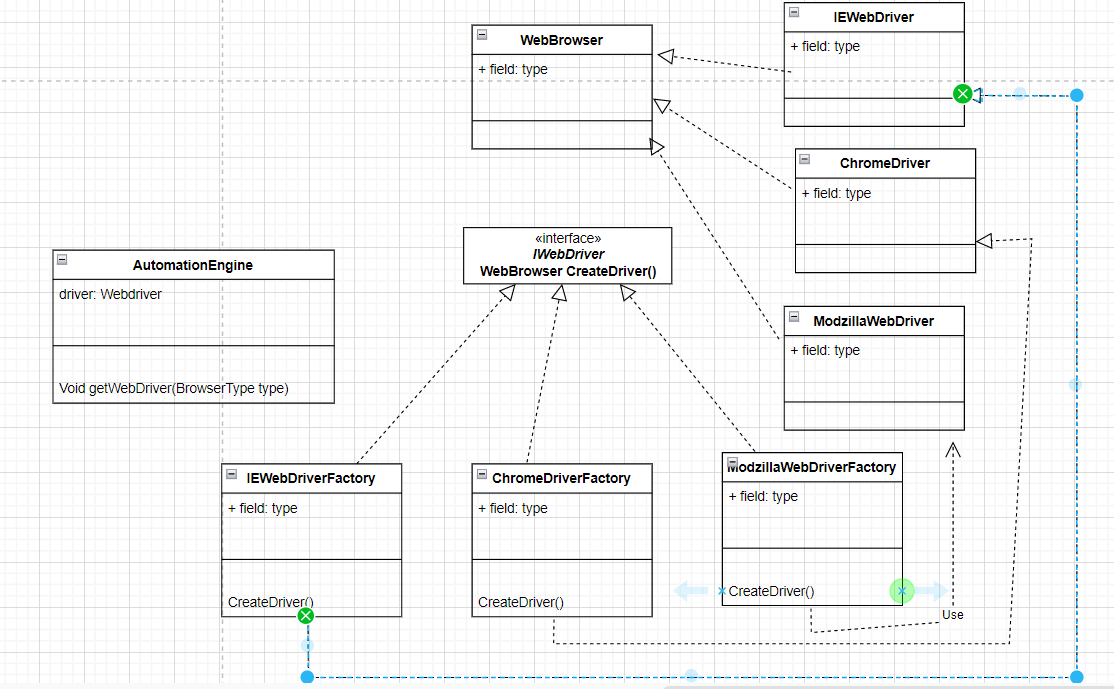 IEWebDriver
+ field: type
WebBrowser
+ field: type
ChromeDriver
+ field: type
«interface»
IWebDriver
WebBrowser CreateDriver()
AutomationEngine
driver: Webdriver
Void getWebDriver(BrowserType type)
ModzillaWebDriver
+ field: type
IEWebDriverFactory
+ field: type
CreateDriver()
ChromeDriverFactory
+ field: type
CreateDriver()
ModzillaWebDriverFactory
+ field: type
CreateDriver()
Use